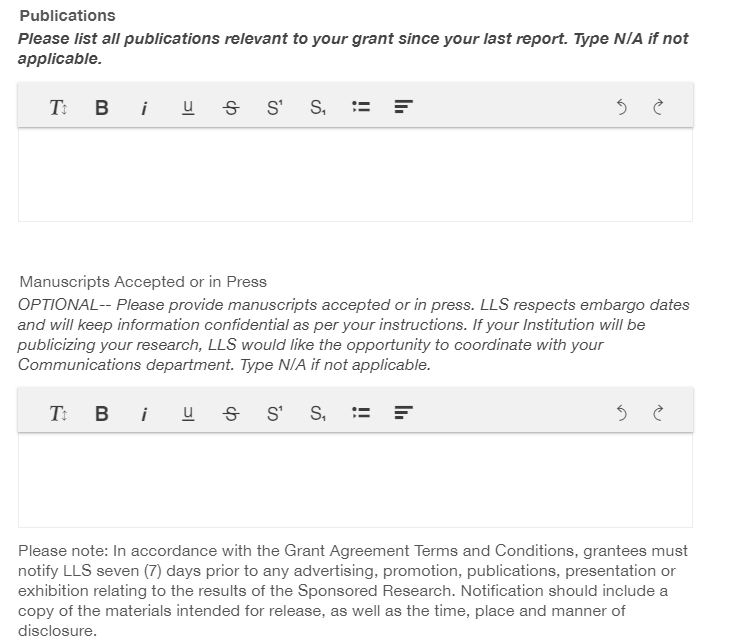 Publications
Please list all publications relevant to your grant since your last report. Type N/A if not
applicable.
T↕ B i u S S¹ S₁
Manuscripts Accepted or in Press
OPTIONAL-- Please provide manuscripts accepted or in press. LLS respects embargo dates
and will keep information confidential as per your instructions. If your Institution will be
publicizing your research, LLS would like the opportunity to coordinate with your
Communications department. Type N/A if not applicable.
T↕ B i u S S¹ S₁
Please note: In accordance with the Grant Agreement Terms and Conditions, grantees must
notify LLS seven (7) days prior to any advertising, promotion, publications, presentation or
exhibition relating to the results of the Sponsored Research. Notification should include a
copy of the materials intended for release, as well as the time, place and manner of
disclosure.